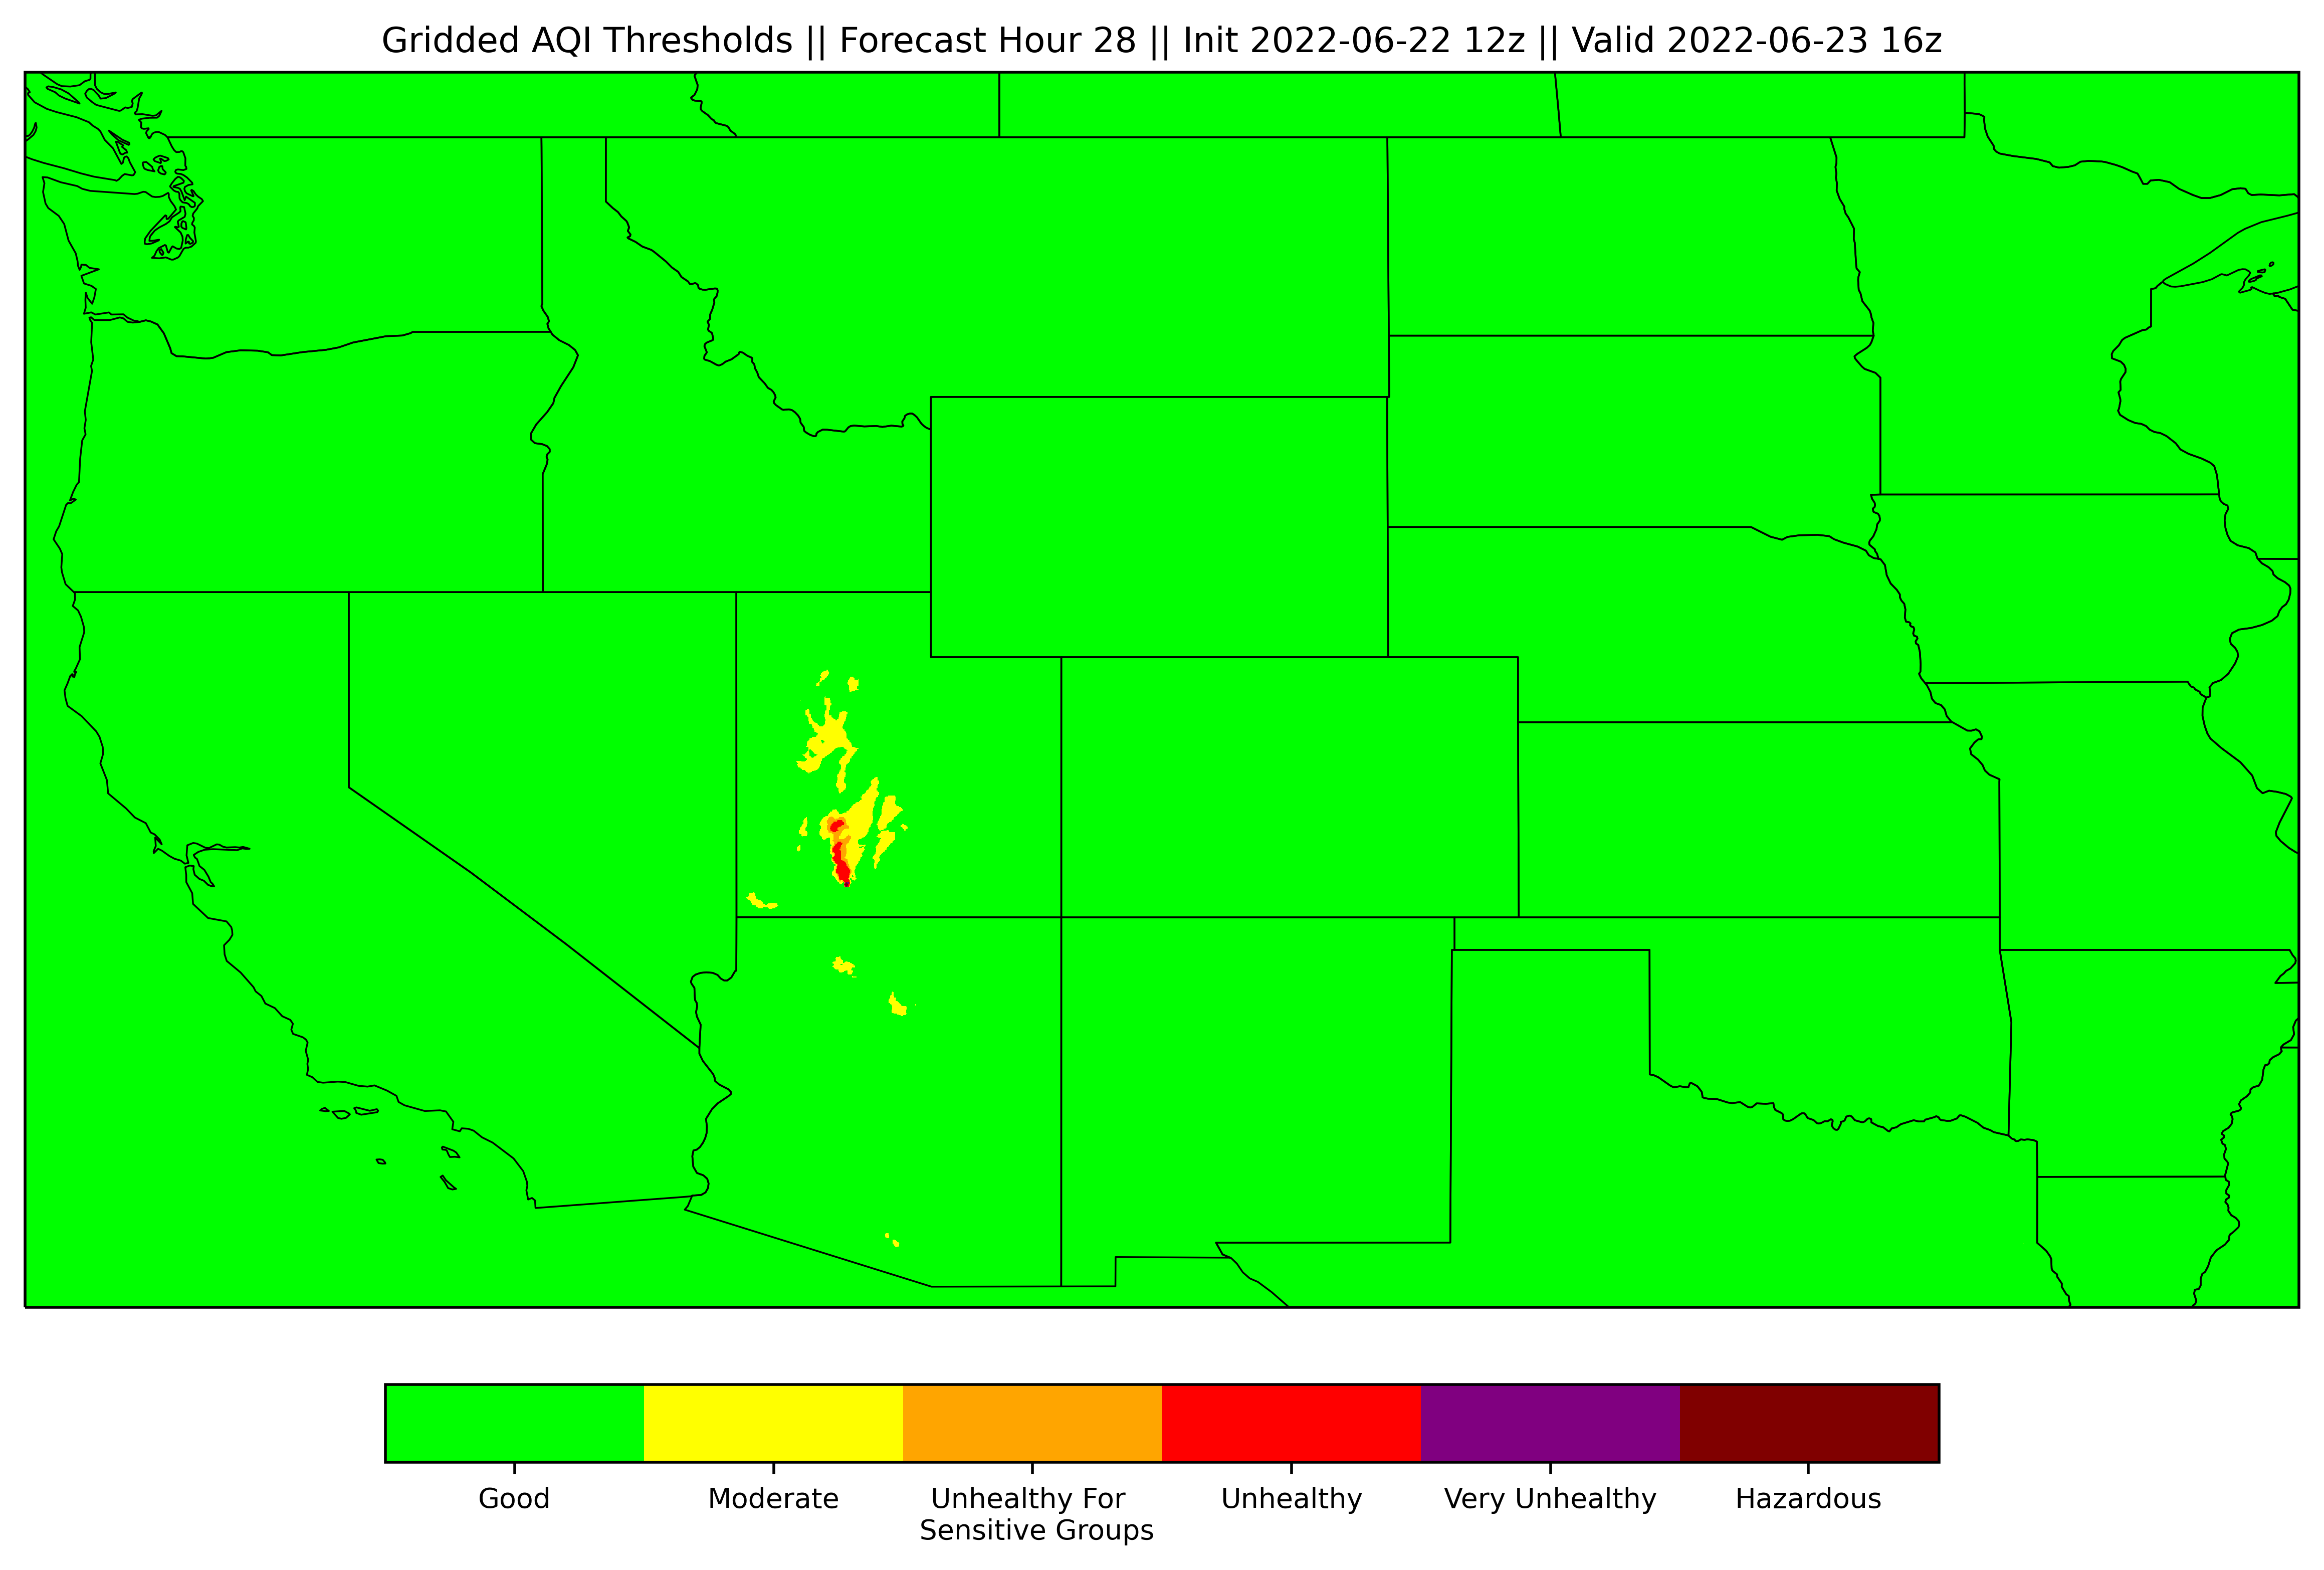 Gridded AQI Thresholds || Forecast Hour 28 || Init 2022-06-22 12z || Valid 2022-06-23 16z
Good
Moderate
Unhealthy For
Sensitive Groups
Unhealthy
Very Unhealthy
Hazardous